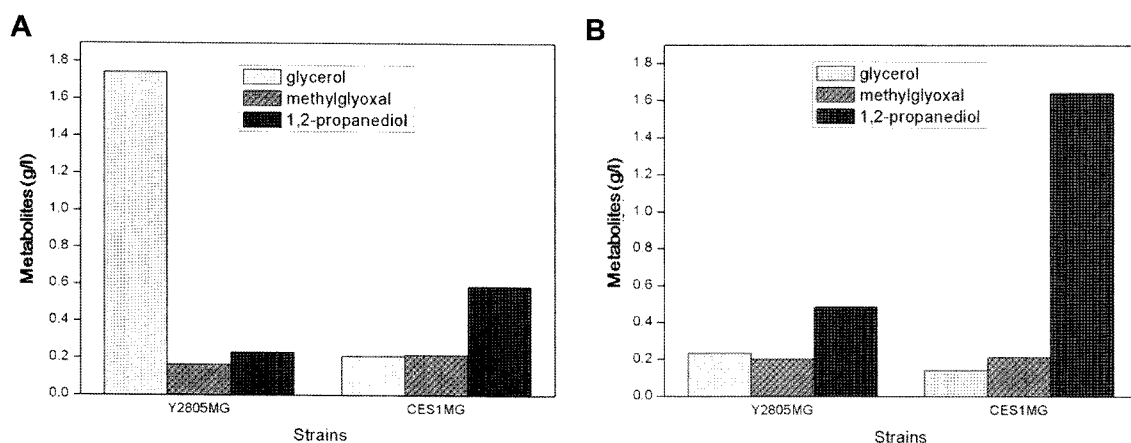 A
Metabolites (g/l)
1.8
1.6
1.4
1.2
1.0
0.8
0.6
0.4
0.2
0.0
glycerol
methylglyoxal
1,2-propanediol
Y2805MG
CES1MG
Strains
B
Metabolites (g/l)
1.8
1.6
1.4
1.2
1.0
0.8
0.6
0.4
0.2
0.0
glycerol
methylglyoxal
1,2-propanediol
Y2805MG
CES1MG
Strains